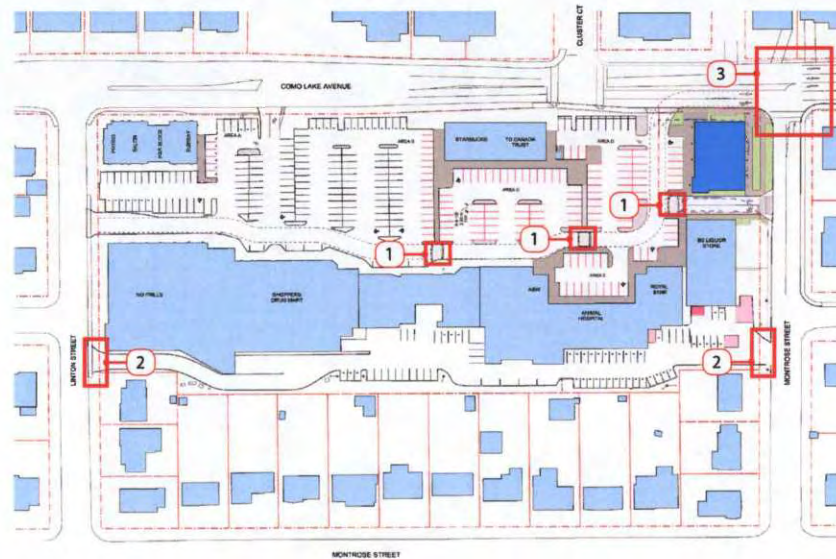 CLUSTER CT
3
COMO LAKE AVENUE
AREA A
STARBUCKS
TD CANADA
TRUST
AREA D
SUBWAY
AREA B
AREA C
1
1
1
BC LIQUOR
STORE
NO FRILLS
SHOPPERS
DRUG MART
ANIMAL
HOSPITAL
ROYAL
BANK
AREA E
LINTON STREET
2
2
MONTROSE STREET
MONTROSE STREET